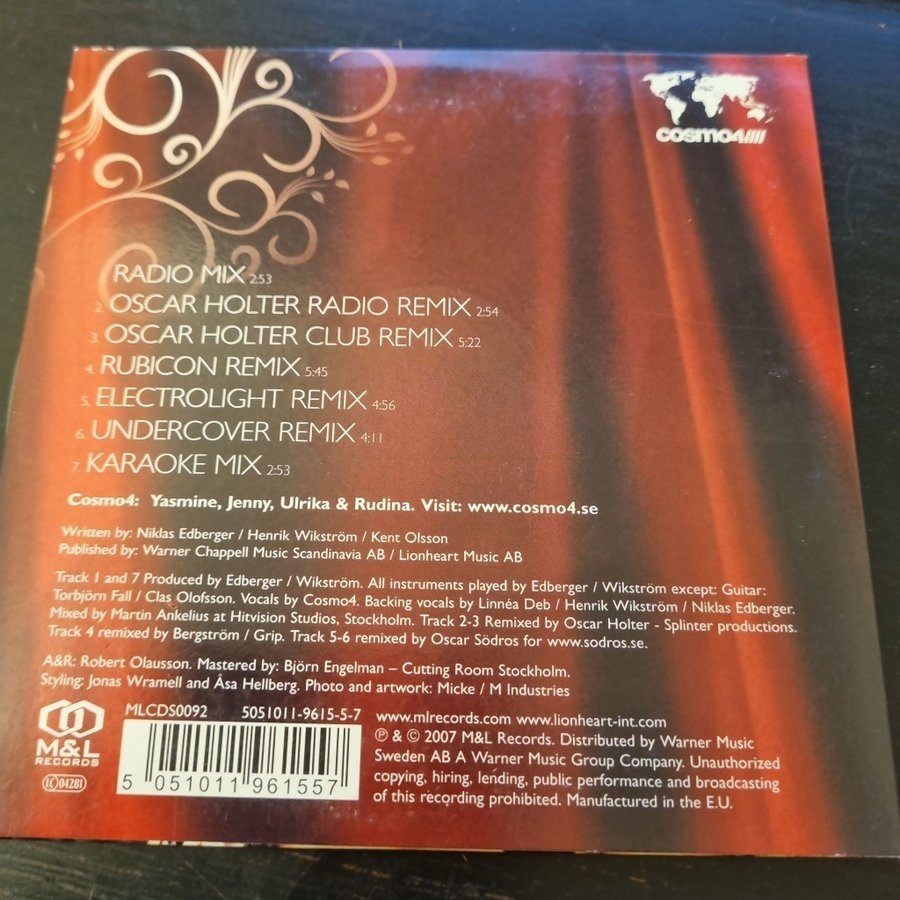 cosmo4////
1. RADIO MIX 2:53
2. OSCAR HOLTER RADIO REMIX 2:54
3. OSCAR HOLTER CLUB REMIX 5:22
4. RUBICON REMIX 5:45
5. ELECTROLIGHT REMIX 4:56
6. UNDERCOVER REMIX 4:11
7. KARAOKE MIX 2:53
Cosmo4: Yasmine, Jenny, Ulrika & Rudina. Visit: www.cosmo4.se
Written by: Niklas Edberger / Henrik Wikström / Kent Olsson
Published by: Warner Chappell Music Scandinavia AB / Lionheart Music AB
Track 1 and 7 Produced by Edberger / Wikström. All instruments played by Edberger / Wikström except: Guitar:
Torbjörn Fall / Clas Olofsson. Vocals by Cosmo4. Backing vocals by Linnéa Deb / Henrik Wikström / Niklas Edberger.
Mixed by Martin Ankelius at Hitvision Studios, Stockholm. Track 2-3 Remixed by Oscar Holter - Splinter productions.
Track 4 remixed by Bergström / Grip. Track 5-6 remixed by Oscar Södros for www.sodros.se.
A&R: Robert Olausson. Mastered by: Björn Engelman – Cutting Room Stockholm.
Styling: Jonas Wramell and Åsa Hellberg. Photo and artwork: Micke / M Industries
M&L
RECORDS
LC 04281
MLCDS0092 5051011-9615-5-7
5 051011 961557
www.mlrecords.com www.lionheart-int.com
℗ & © 2007 M&L Records. Distributed by Warner Music
Sweden AB A Warner Music Group Company. Unauthorized
copying, hiring, lending, public performance and broadcasting
of this recording prohibited. Manufactured in the E.U.